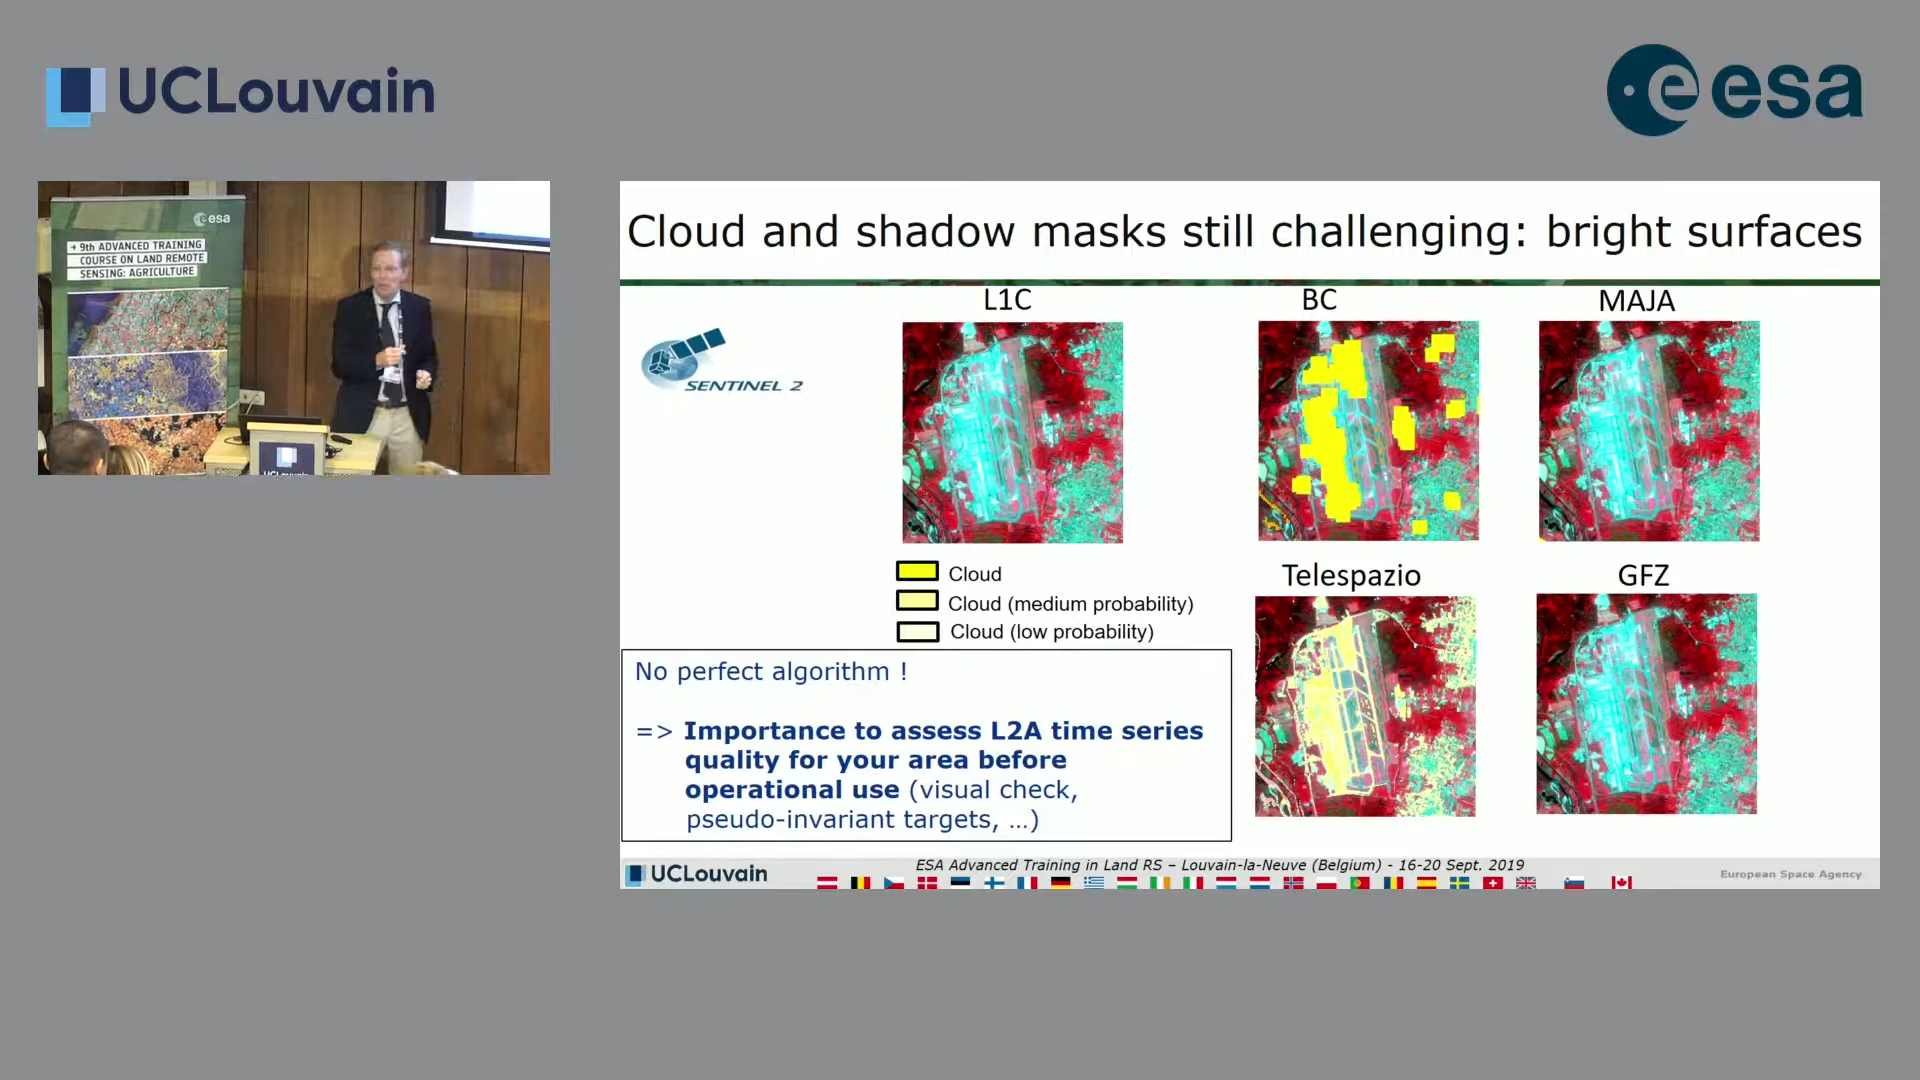 UCLouvain
esa
esa
→ 9th ADVANCED TRAINING
COURSE ON LAND REMOTE
SENSING: AGRICULTURE
UCLouvain
Cloud and shadow masks still challenging: bright surfaces
L1C
BC
MAJA
SENTINEL 2
Cloud
Cloud (medium probability)
Cloud (low probability)
Telespazio
GFZ
No perfect algorithm !
=> Importance to assess L2A time series
quality for your area before
operational use (visual check,
pseudo-invariant targets, ...)
UCLouvain
ESA Advanced Training in Land RS – Louvain-la-Neuve (Belgium) - 16-20 Sept. 2019
European Space Agency